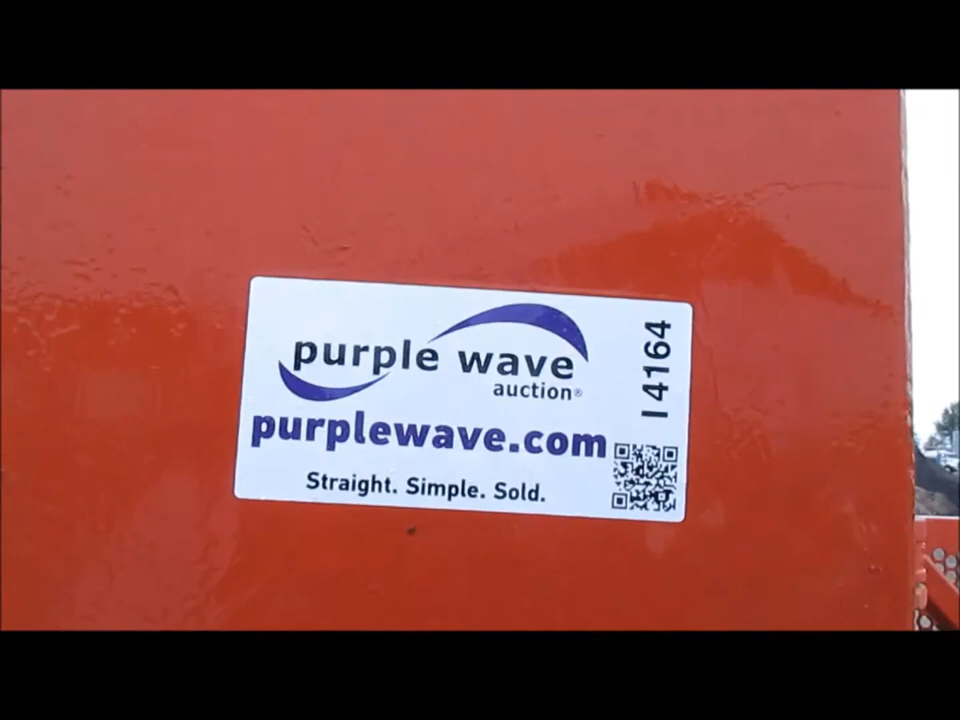 purple wave
auction®
purplewave.com
Straight. Simple. Sold.
I4164